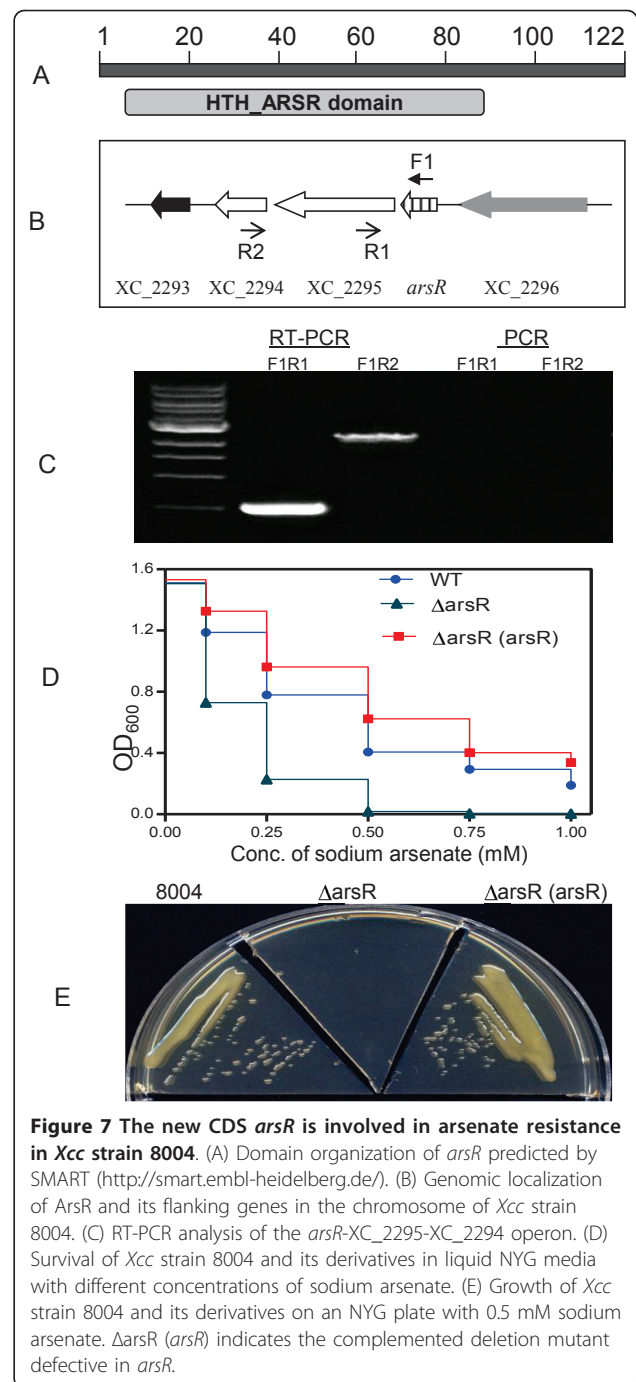 1 20 40 60 80 100 122
A
HTH_ARSR domain
F1
B
R2 R1
XC_2293 XC_2294 XC_2295 arsR XC_2296
RT-PCR PCR
F1R1 F1R2 F1R1 F1R2
C
1.6
WT
ΔarsR
1.2
ΔarsR (arsR)
D
OD600
0.8
0.4
0.0
0.00 0.25 0.50 0.75 1.00
Conc. of sodium arsenate (mM)
8004 ΔarsR ΔarsR (arsR)
E
Figure 7 The new CDS arsR is involved in arsenate resistance
in Xcc strain 8004. (A) Domain organization of arsR predicted by
SMART (http://smart.embl-heidelberg.de/). (B) Genomic localization
of ArsR and its flanking genes in the chromosome of Xcc strain
8004. (C) RT-PCR analysis of the arsR-XC_2295-XC_2294 operon. (D)
Survival of Xcc strain 8004 and its derivatives in liquid NYG media
with different concentrations of sodium arsenate. (E) Growth of Xcc
strain 8004 and its derivatives on an NYG plate with 0.5 mM sodium
arsenate. ΔarsR (arsR) indicates the complemented deletion mutant
defective in arsR.